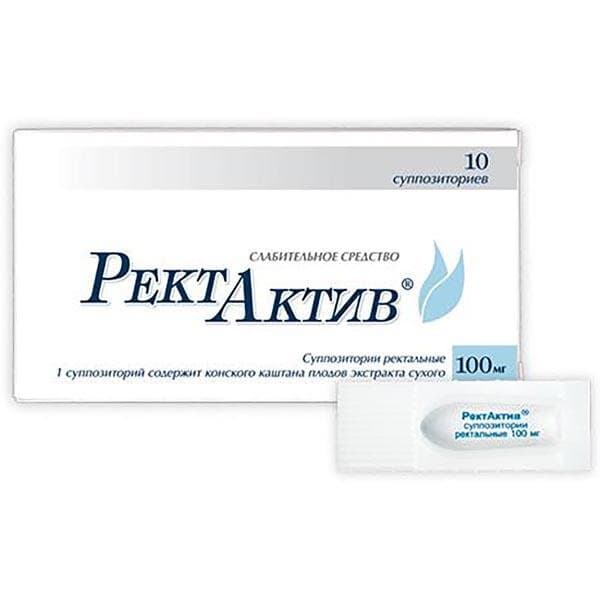 10
суппозиториев
СЛАБИТЕЛЬНОЕ СРЕДСТВО
РектАктив®
Суппозитории ректальные
1 суппозиторий содержит конского каштана плодов экстракта сухого
100 мг
РектАктив®
суппозитории
ректальные 100 мг